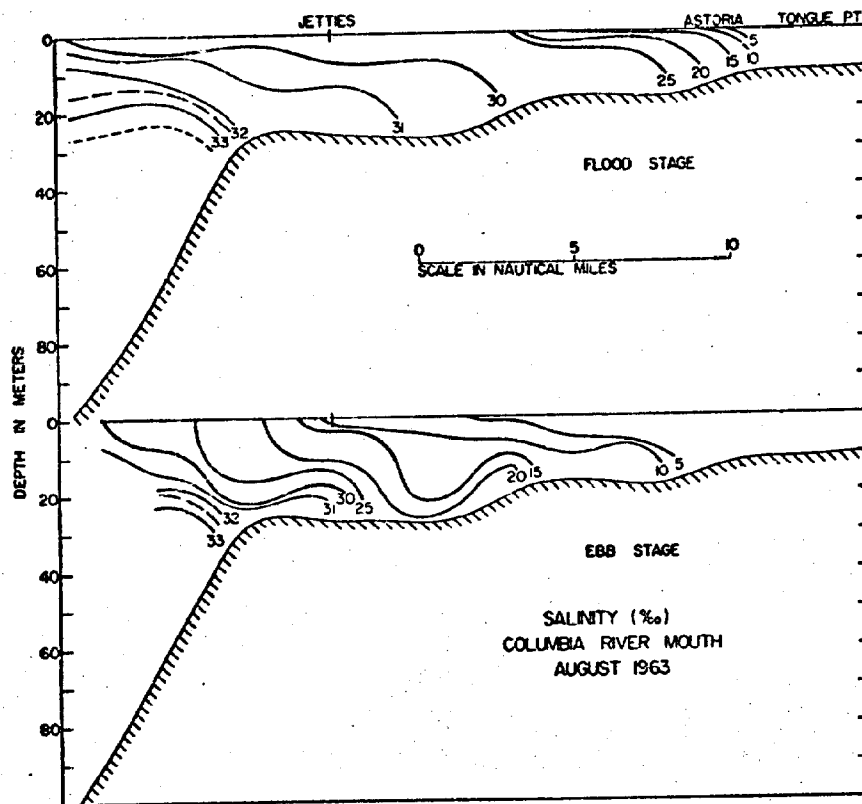 JETTIES
ASTORIA TONGUE PT
0
20
40
60
80
5
10
15
20
25
30
31
32
33
FLOOD STAGE
0 5 10
SCALE IN NAUTICAL MILES
DEPTH IN METERS
0
20
40
60
80
5
10
15
20
25
30
31
32
33
EBB STAGE
SALINITY (‰)
COLUMBIA RIVER MOUTH
AUGUST 1963